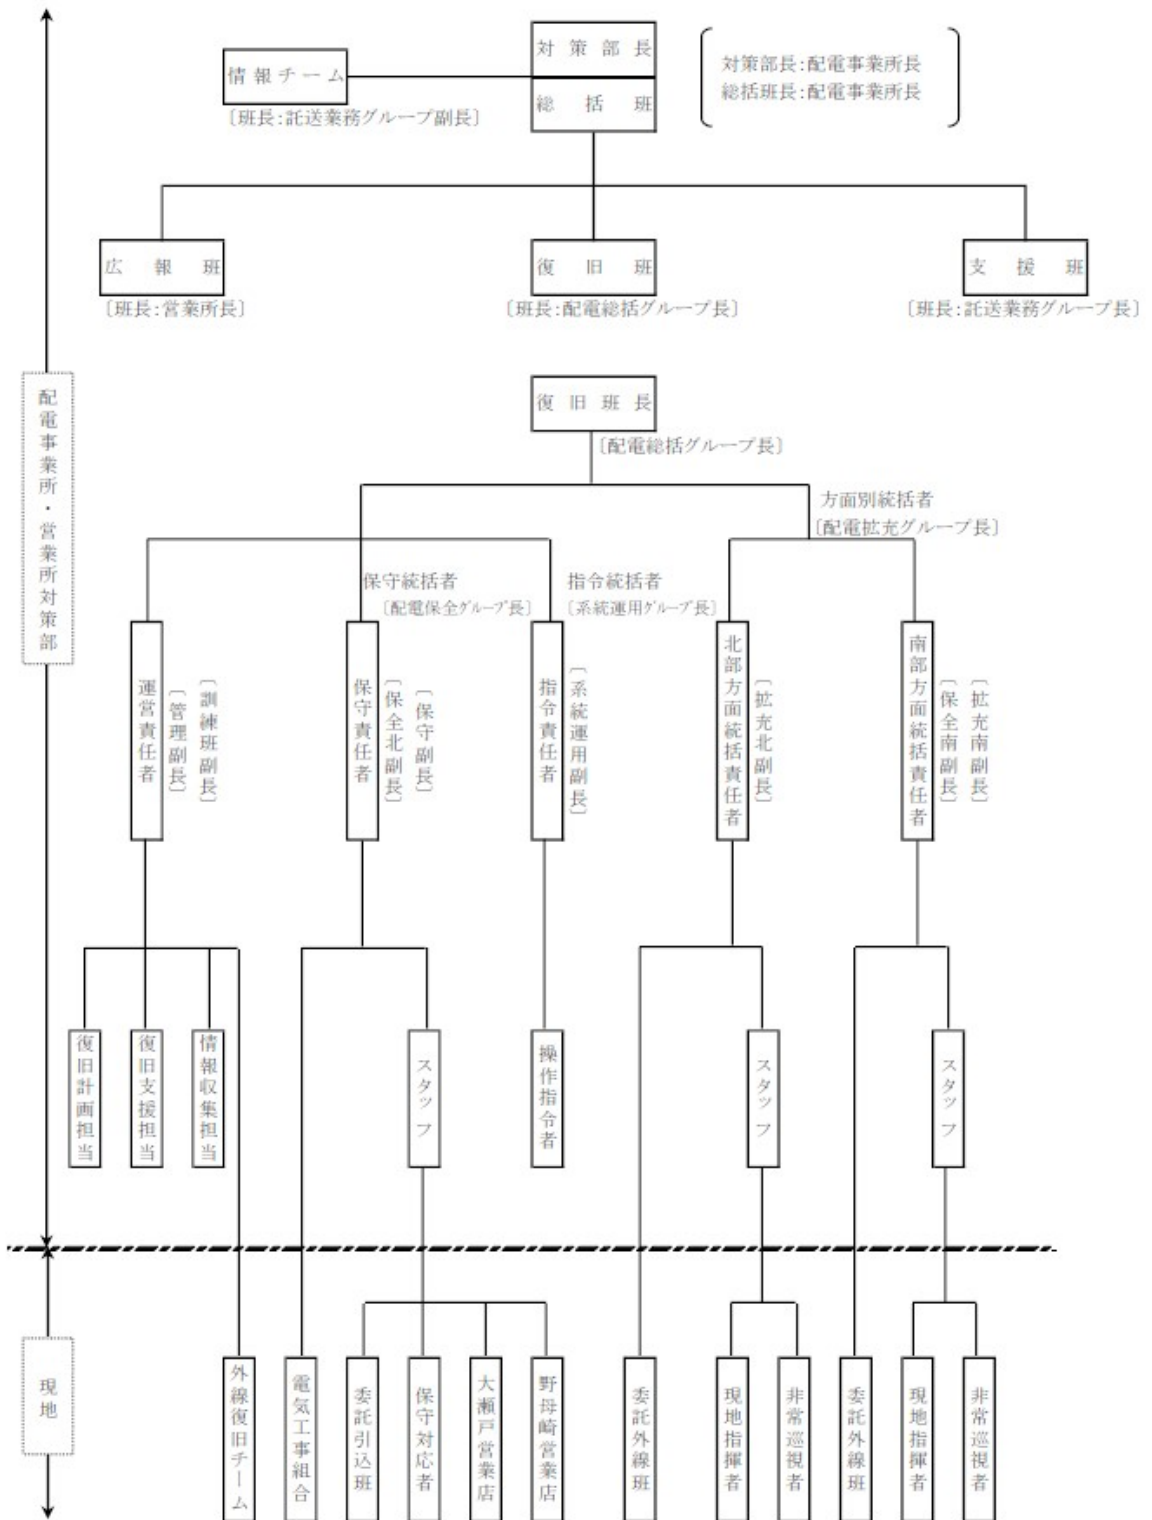 対策部長
情報チーム
総括班
〔班長:託送業務グループ副長〕
対策部長:配電事業所長
総括班長:配電事業所長
広報班
〔班長:営業所長〕
復旧班
〔班長:配電総括グループ長〕
支援班
〔班長:託送業務グループ長〕
配電事業所・営業所対策部
復旧班長
〔配電総括グループ長〕
方面別統括者
〔配電拡充グループ長〕
保守統括者
〔配電保全グループ長〕
指令統括者
〔系統運用グループ長〕
運営責任者
〔管理副長〕
〔訓練班副長〕
保守責任者
〔保全北副長〕
〔保守副長〕
指令責任者
〔系統運用副長〕
北部方面統括責任者
〔拡充北副長〕
南部方面統括責任者
〔保全南副長〕
〔拡充南副長〕
復旧計画担当
復旧支援担当
情報収集担当
スタッフ
操作指令者
スタッフ
スタッフ
現地
外線復旧チーム
電気工事組合
委託引込班
保守対応者
大瀬戸営業店
野母崎営業店
委託外線班
現地指揮者
非常巡視者
委託外線班
現地指揮者
非常巡視者